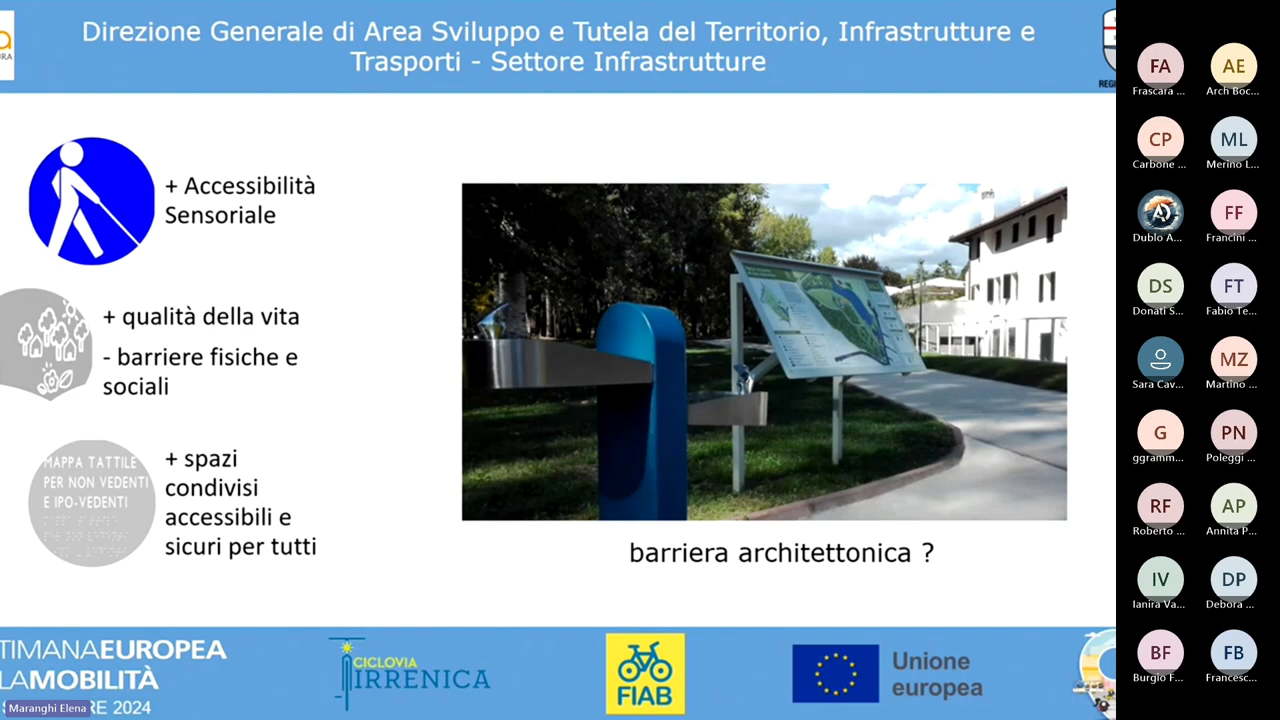 Direzione Generale di Area Sviluppo e Tutela del Territorio, Infrastrutture e
Trasporti - Settore Infrastrutture
+ Accessibilità
Sensoriale
+ qualità della vita
- barriere fisiche e
sociali
MAPPA TATTILE
PER NON VEDENTI
E IPO-VEDENTI
+ spazi
condivisi
accessibili e
sicuri per tutti
barriera architettonica ?
TIMANAEUROPEA
LAMOBILITÀ
RE 2024
Maranghi Elena
CICLOVIA
TIRRENICA
FIAB
Unione
europea
FA
Frascara ...
AE
Arch Boc...
CP
Carbone ...
ML
Merino L...
Dublo A...
FF
Francini ...
DS
Donati S...
FT
Fabio Te...
Sara Cav...
MZ
Martino ...
G
ggramm...
PN
Poleggi ...
RF
Roberto ...
AP
Annita P...
IV
Ianira Va...
DP
Debora ...
BF
Burgio F...
FB
Francesc...